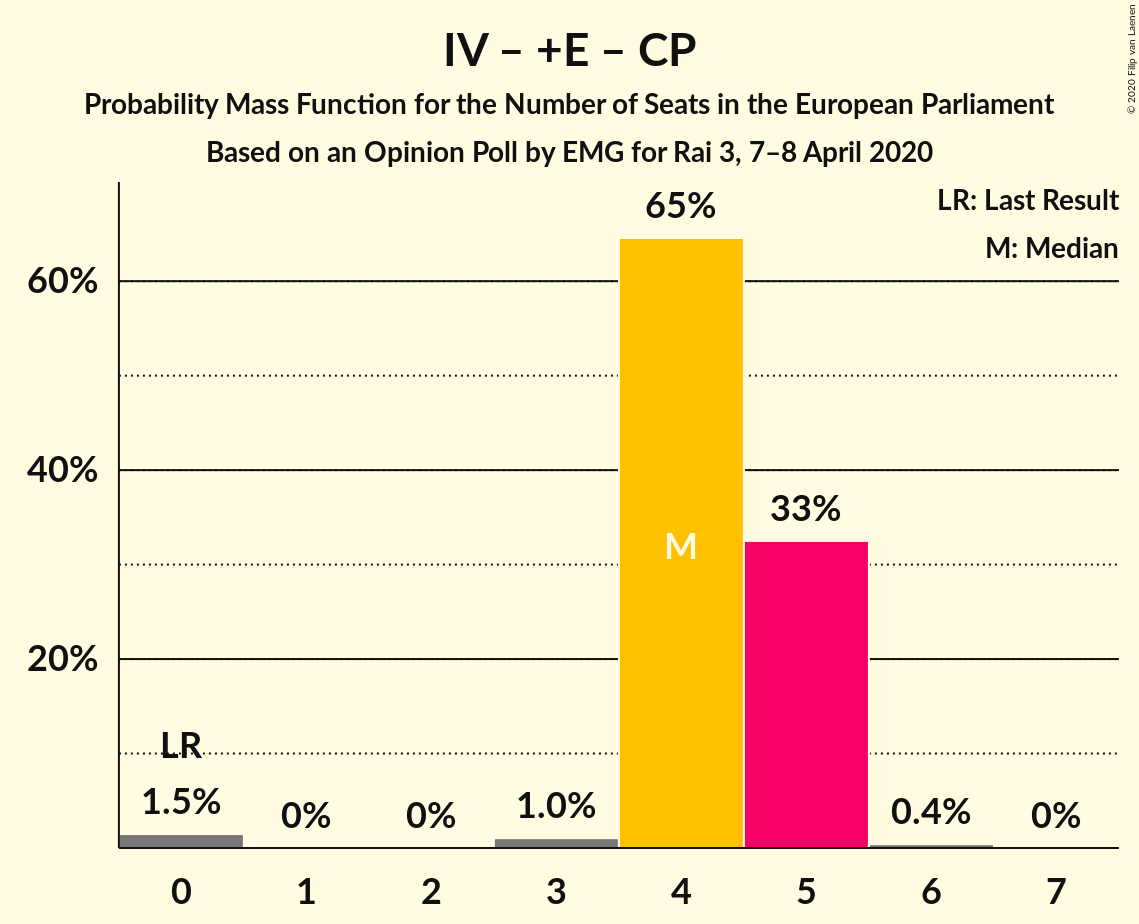 IV – +E – CP
Probability Mass Function for the Number of Seats in the European Parliament
Based on an Opinion Poll by EMG for Rai 3, 7–8 April 2020
© 2020 Filip van Laenen
LR: Last Result
M: Median
65%
60%
33%
M
40%
20%
LR
1.5%
0%
0%
1.0%
0.4%
0%
0 1 2 3 4 5 6 7